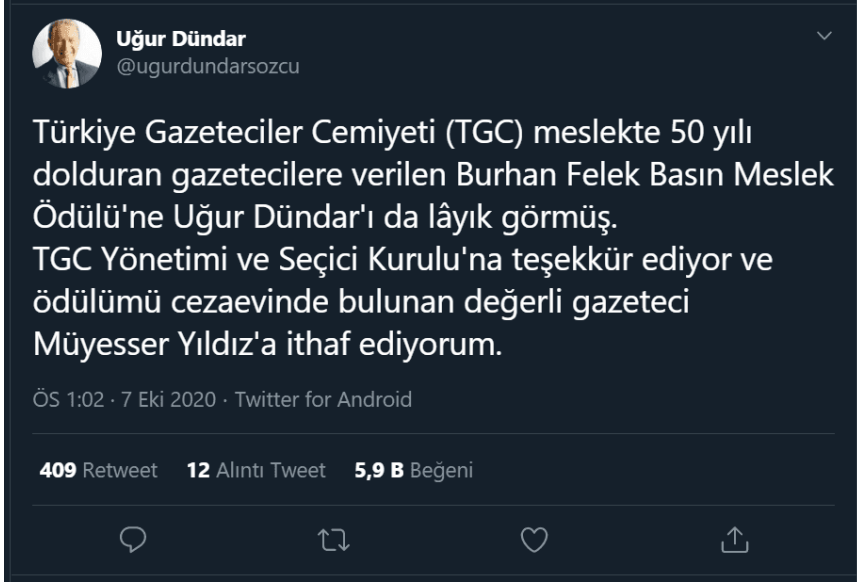 Uğur Dündar
@ugurdundarsozcu
Türkiye Gazeteciler Cemiyeti (TGC) meslekte 50 yılı
dolduran gazetecilere verilen Burhan Felek Basın Meslek
Ödülü'ne Uğur Dündar'ı da lâyık görmüş.
TGC Yönetimi ve Seçici Kurulu'na teşekkür ediyor ve
ödülümü cezaevinde bulunan değerli gazeteci
Müyesser Yıldız'a ithaf ediyorum.
ÖS 1:02 · 7 Eki 2020 · Twitter for Android
409 Retweet 12 Alıntı Tweet 5,9 B Beğeni